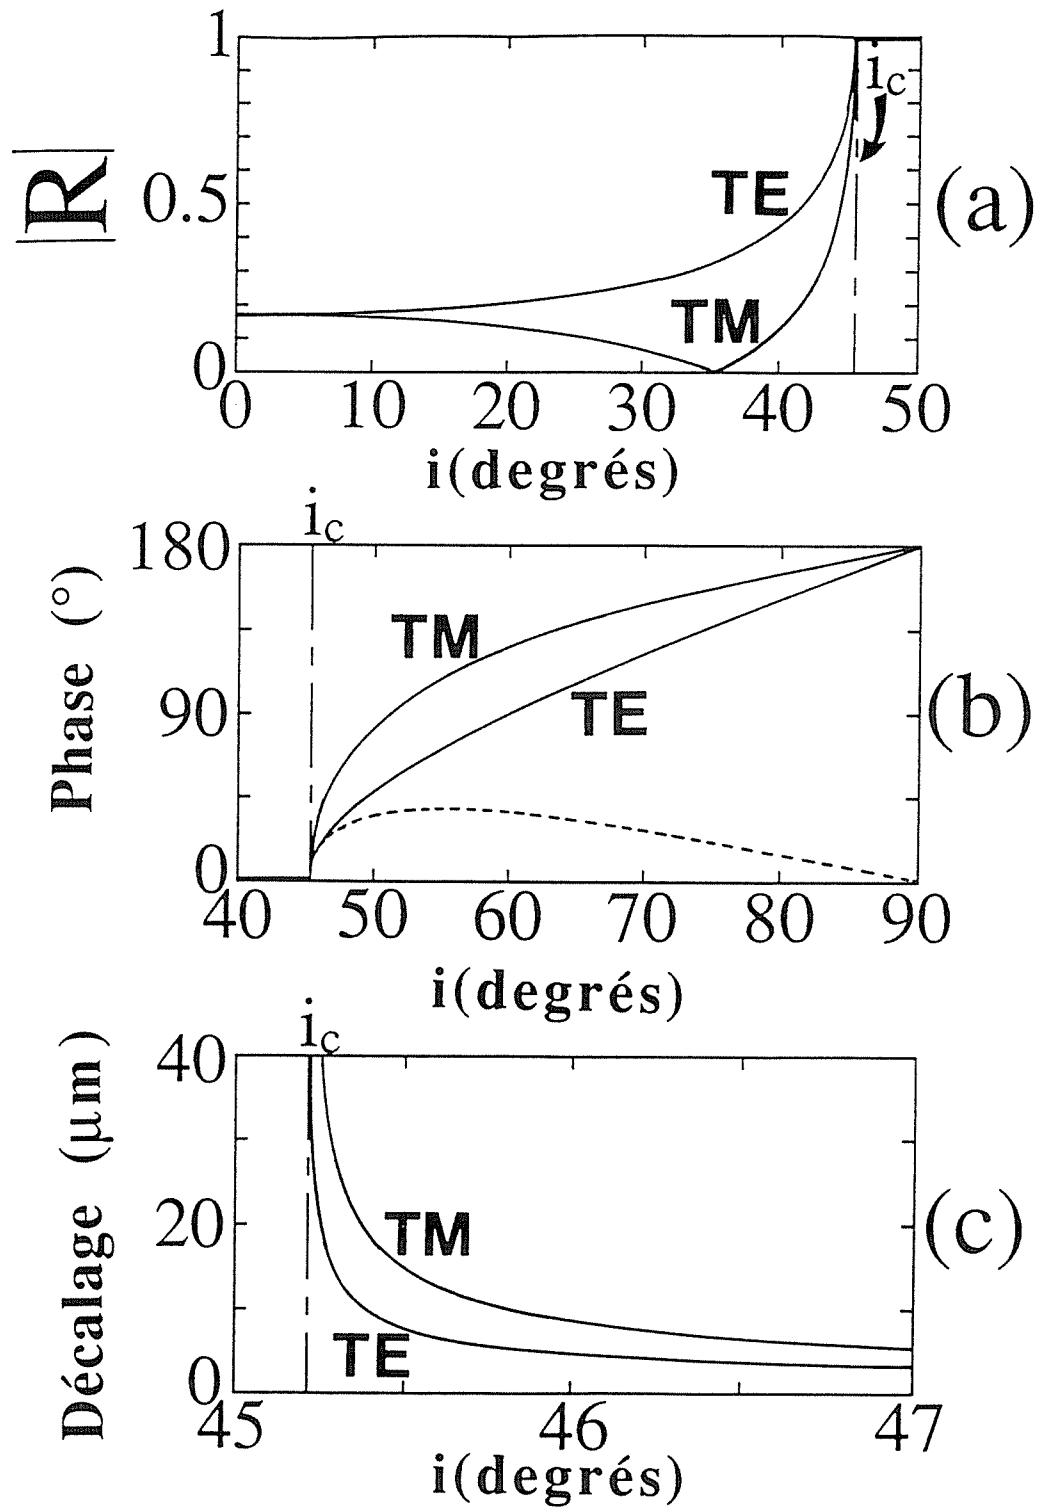 1
i_c
|R|
0.5
TE
(a)
TM
0
0 10 20 30 40 50
i(degrés)
i_c
180
Phase (°)
TM
90
TE
(b)
0
40 50 60 70 80 90
i(degrés)
i_c
40
Décalage (µm)
20
TM
(c)
TE
0
45 46 47
i(degrés)